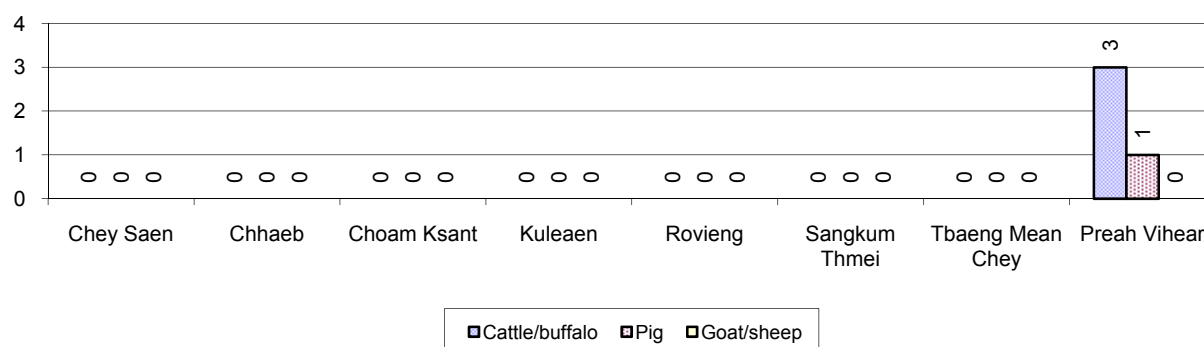 4
3
2
1
0
0 0 0 0 0 0 0 0 0 0 0 0 0 0 0 0 0 0 0 0 0 3 1 0
Chey Saen Chhaeb Choam Ksant Kuleaen Rovieng Sangkum Thmei Tbaeng Mean Chey Preah Vihear
Cattle/buffalo Pig Goat/sheep